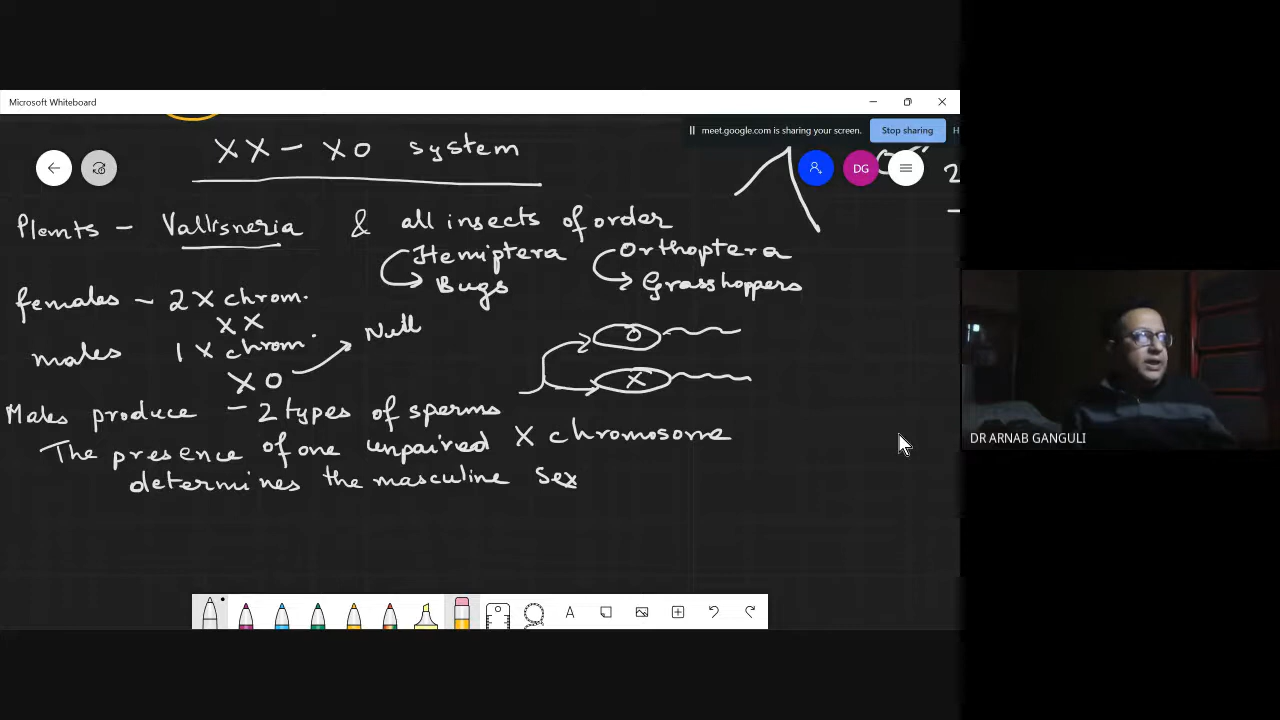 Microsoft Whiteboard
meet.google.com is sharing your screen.
Stop sharing
H
DG
XX - XO system
2
Plants - Vallisneria & all insects of order
Hemiptera Orthoptera
Bugs Grasshoppers
females - 2 X chrom.
XX
males 1 X chrom.
Null
XO
O
X
Males produce - 2 types of sperms
The presence of one unpaired X chromosome
determines the masculine Sex
DR ARNAB GANGULI
A